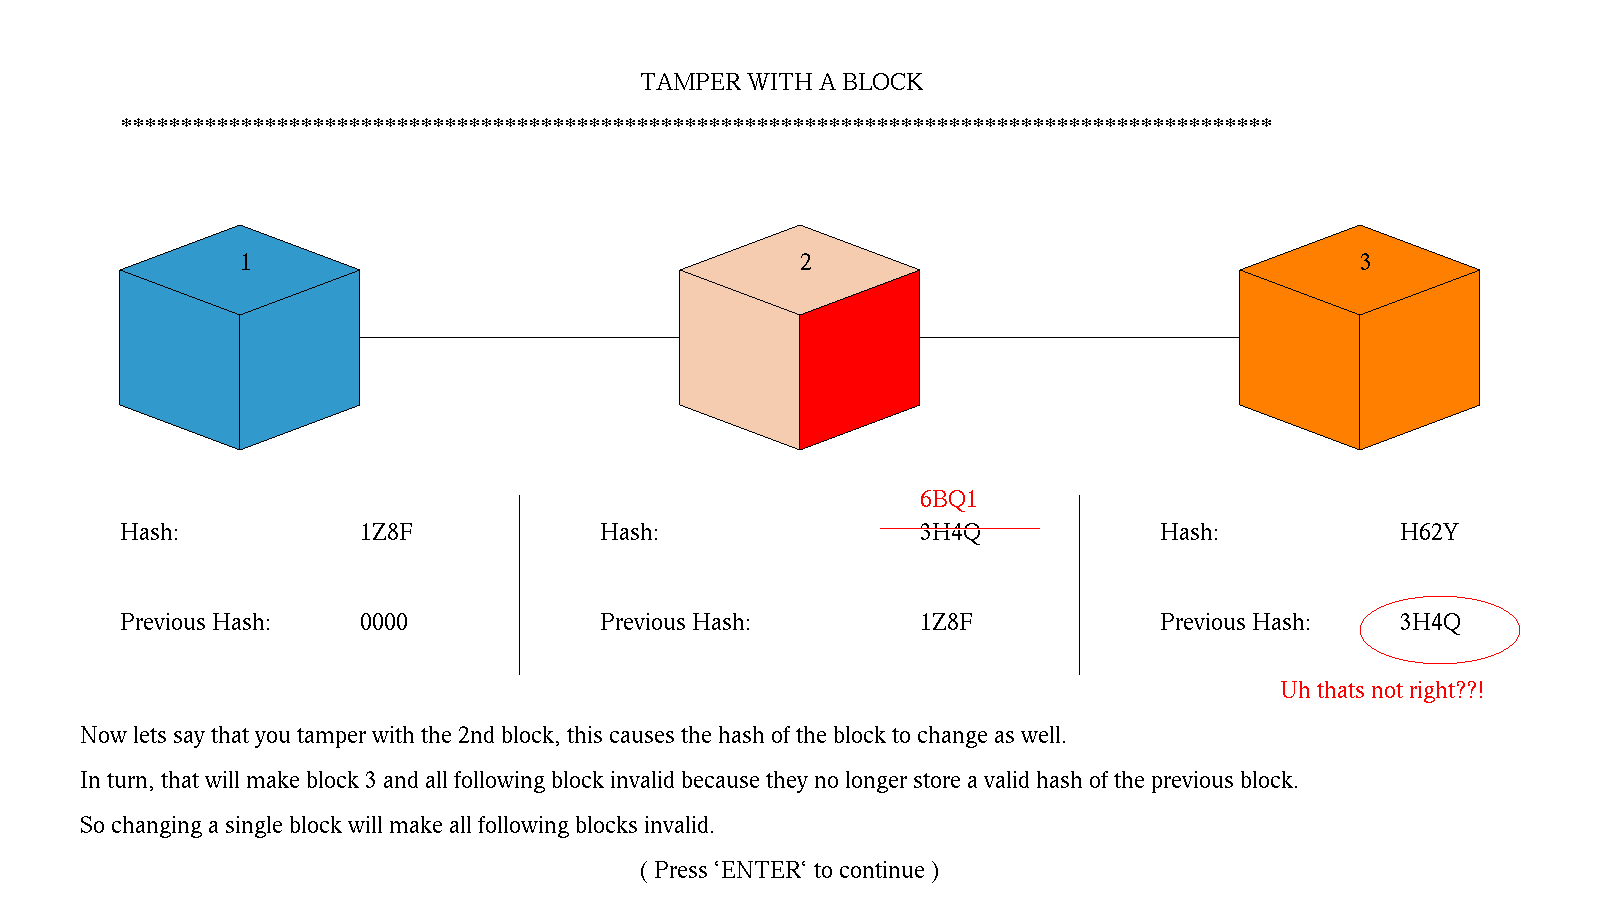 TAMPER WITH A BLOCK
************************************************************************************************
1 2 3
6BQ1
Hash: 1Z8F Hash: 3H4Q Hash: H62Y
Previous Hash: 0000 Previous Hash: 1Z8F Previous Hash: 3H4Q
Uh thats not right??!
Now lets say that you tamper with the 2nd block, this causes the hash of the block to change as well.
In turn, that will make block 3 and all following block invalid because they no longer store a valid hash of the previous block.
So changing a single block will make all following blocks invalid.
( Press ‘ENTER‘ to continue )